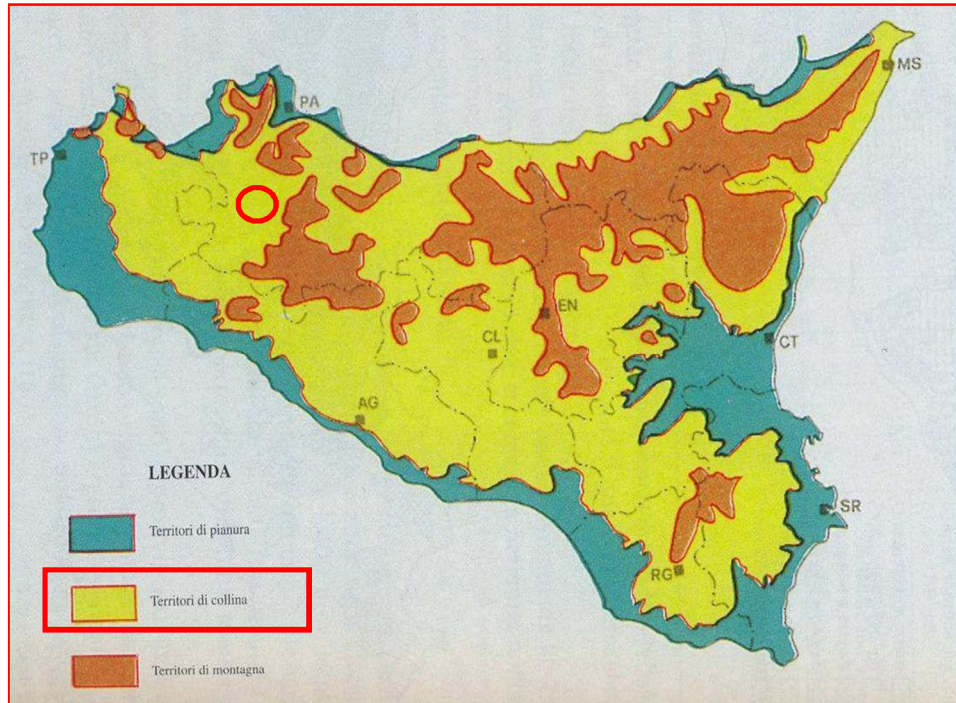 MS
PA
TP
EN
CL
CT
AG
SR
RG
LEGENDA
Territori di pianura
Territori di collina
Territori di montagna